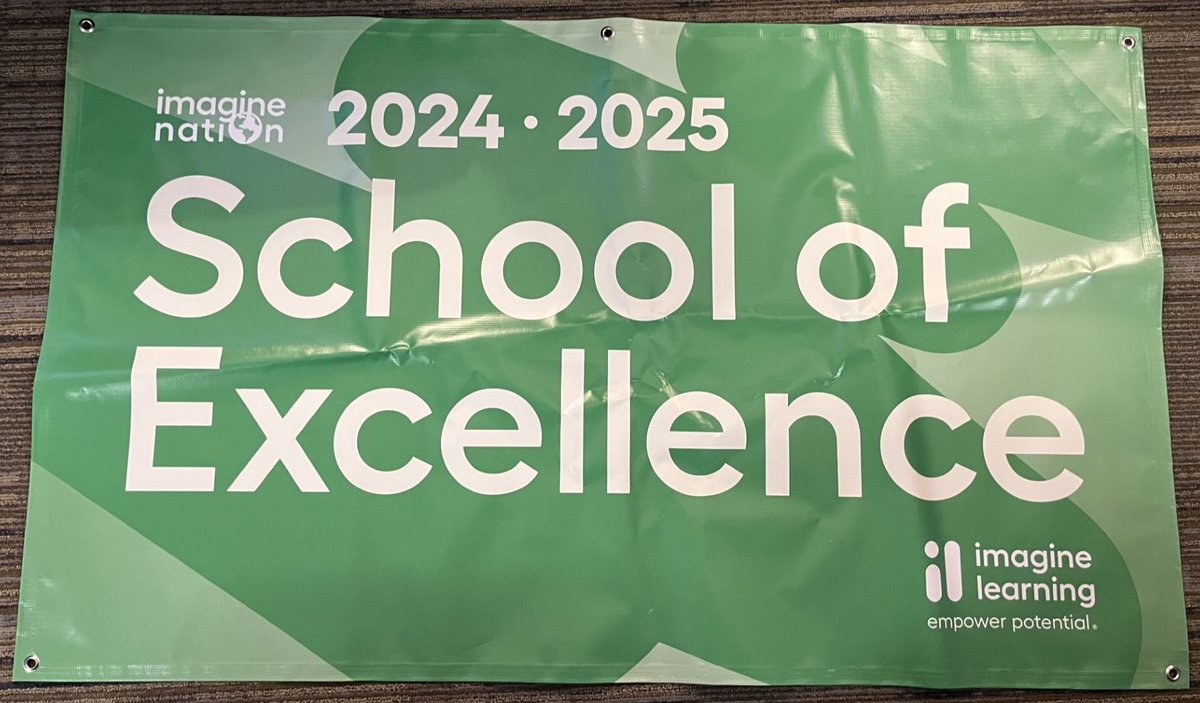 imagine
nation
2024 • 2025
School of
Excellence
imagine
learning
empower potential®